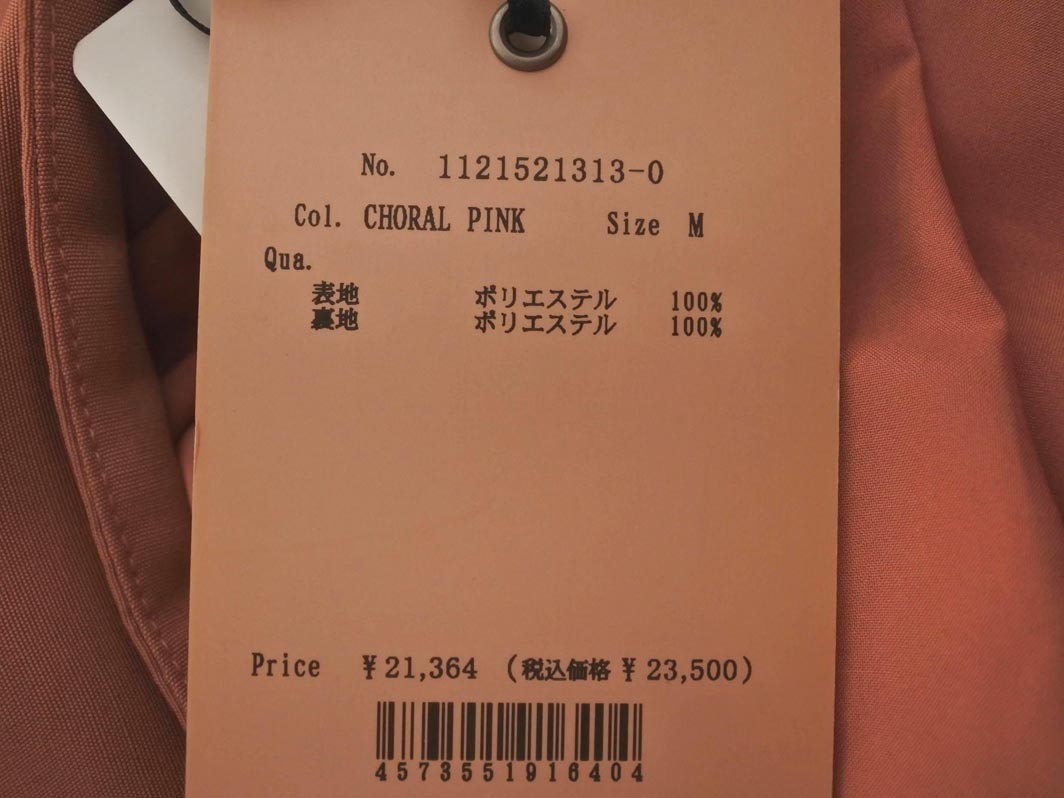 No. 1121521313-0
Col. CHORAL PINK Size M
Qua.
表地 ポリエステル 100%
裏地 ポリエステル 100%
Price ¥21,364 (税込価格 ¥23,500)
4573551916404